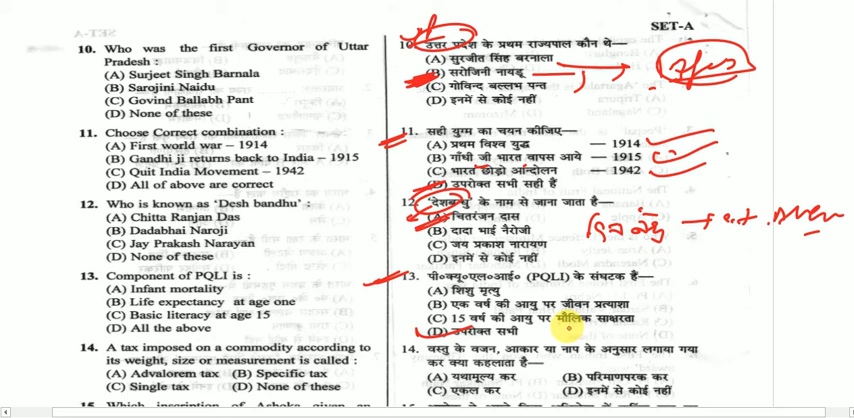 SET-A
10. Who was the first Governor of Uttar
Pradesh :
(A) Surjeet Singh Barnala
(B) Sarojini Naidu
(C) Govind Ballabh Pant
(D) None of these
11. Choose Correct combination :
(A) First world war - 1914
(B) Gandhi ji returns back to India - 1915
(C) Quit India Movement - 1942
(D) All of above are correct
12. Who is known as 'Desh bandhu' :
(A) Chitta Ranjan Das
(B) Dadabhai Naroji
(C) Jay Prakash Narayan
(D) None of these
13. Component of PQLI is :
(A) Infant mortality
(B) Life expectancy at age one
(C) Basic literacy at age 15
(D) All the above
14. A tax imposed on a commodity according to
its weight, size or measurement is called :
(A) Advalorem tax (B) Specific tax
(C) Single tax (D) None of these
10. उत्तर प्रदेश के प्रथम राज्यपाल कौन थे—
(A) सुरजीत सिंह बरनाला
(B) सरोजिनी नायडू
(C) गोविन्द बल्लभ पन्त
(D) इनमें से कोई नहीं
11. सही युग्म का चयन कीजिए—
(A) प्रथम विश्व युद्ध — 1914
(B) गाँधी जी भारत वापस आये — 1915
(C) भारत छोड़ो आंन्दोलन — 1942
(D) उपरोक्त सभी सही हैं
12. 'देशबन्धु' के नाम से जाना जाता है—
(A) चितरंजन दास
(B) दादा भाई नैरोजी
(C) जय प्रकाश नारायण
(D) इनमें से कोई नहीं
13. पी०क्यू०एल०आई० (PQLI) के संघटक है—
(A) शिशु मृत्यु
(B) एक वर्ष की आयु पर जीवन प्रत्याशा
(C) 15 वर्ष की आयु पर मौलिक साक्षरता
(D) उपरोक्त सभी
14. वस्तु के वजन, आकार या नाप के अनुसार लगाया गया
कर क्या कहलाता है—
(A) यथामूल्य कर (B) परिमाणपरक कर
(C) एकल कर (D) इनमें से कोई नहीं